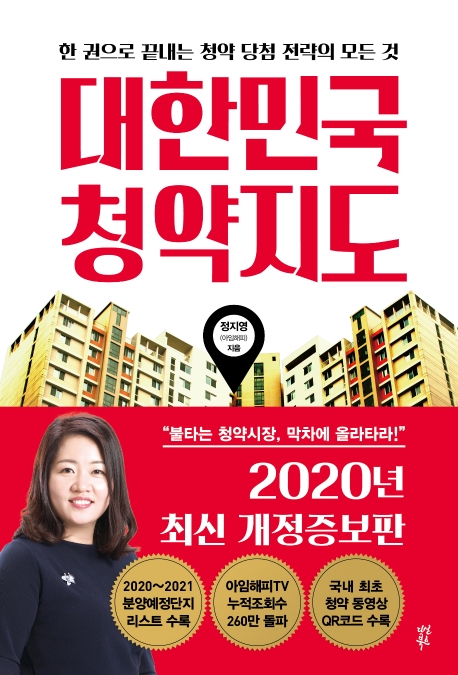 한 권으로 끝내는 청약 당첨 전략의 모든 것
대한민국
청약지도
정지영
(아임해피)
지음
“불타는 청약시장, 막차에 올라타라!”
2020년
최신 개정증보판
2020～2021
분양예정단지
리스트 수록
아임해피TV
누적조회수
260만 돌파
국내 최초
청약 동영상
QR코드 수록
다산
북스